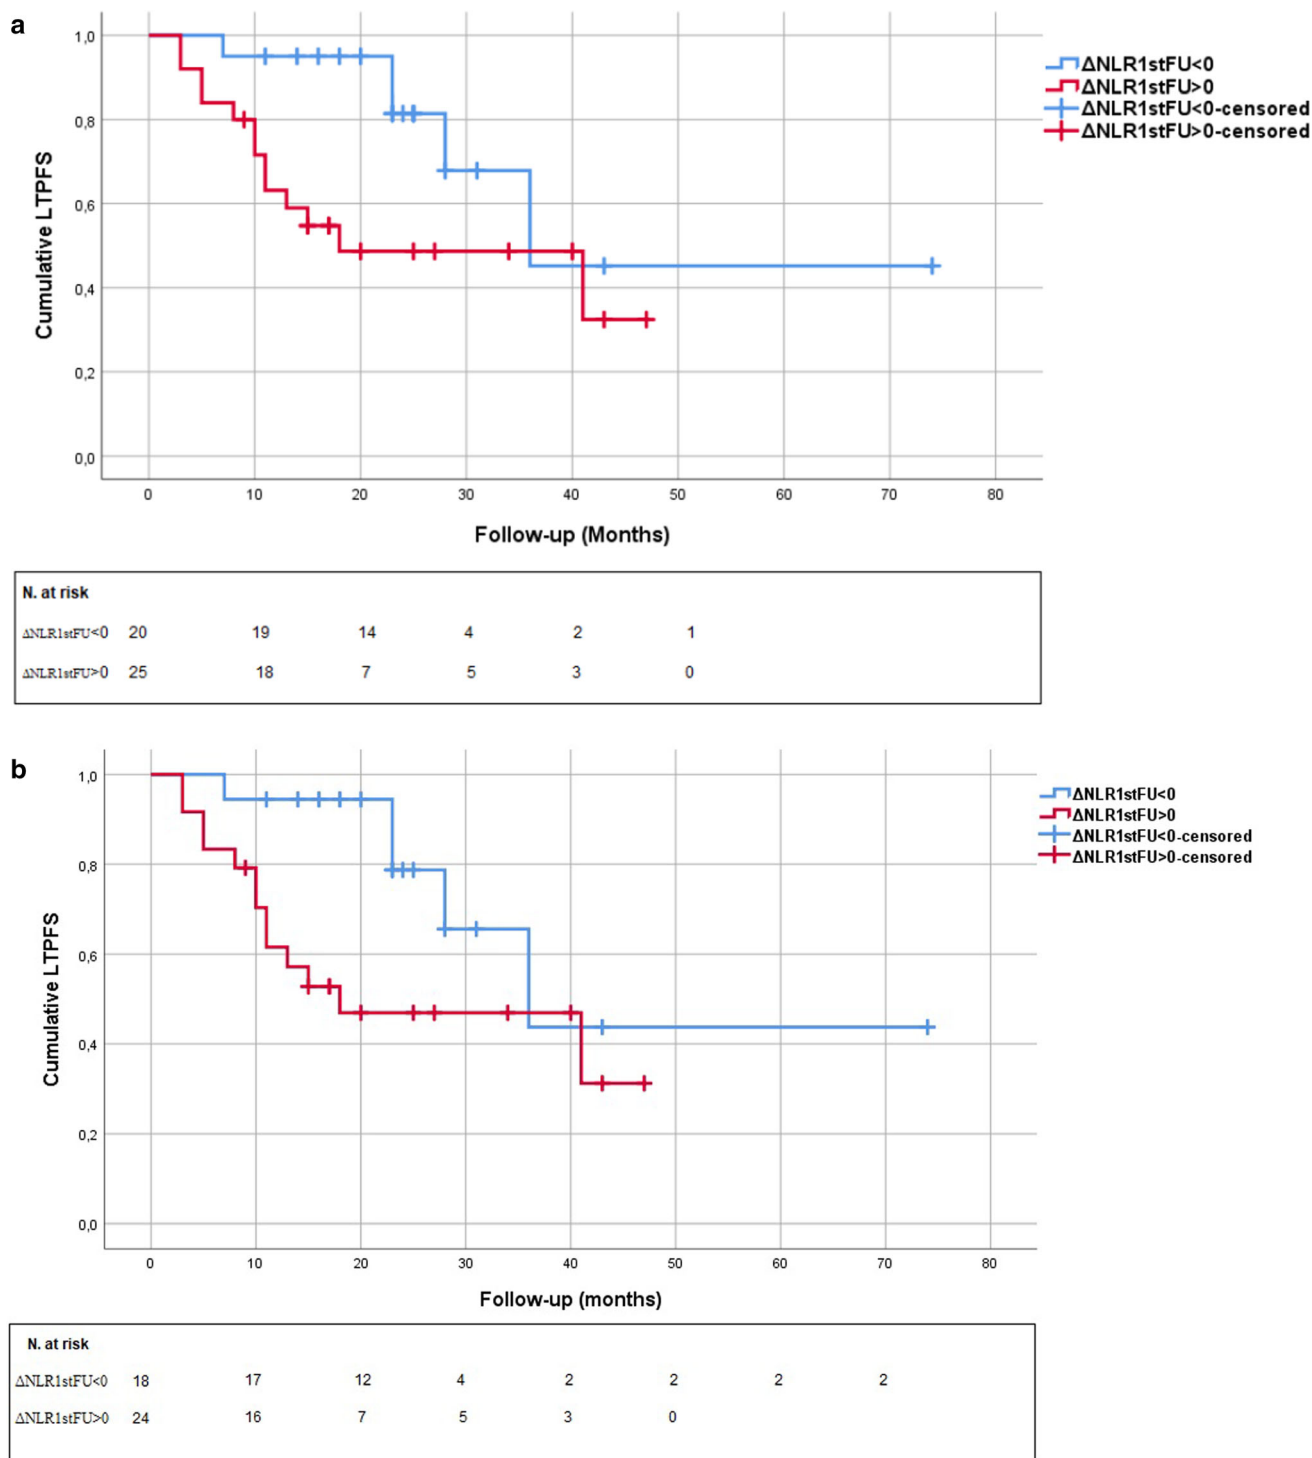 a
1,0
0,8
0,6
0,4
0,2
0,0
Cumulative LTPFS
0 10 20 30 40 50 60 70 80
Follow-up (Months)
ΔNLR1stFU<0
ΔNLR1stFU>0
ΔNLR1stFU<0-censored
ΔNLR1stFU>0-censored
N. at risk
ΔNLR1stFU<0 20 19 14 4 2 1
ΔNLR1stFU>0 25 18 7 5 3 0
b
1,0
0,8
0,6
0,4
0,2
0,0
Cumulative LTPFS
0 10 20 30 40 50 60 70 80
Follow-up (months)
ΔNLR1stFU<0
ΔNLR1stFU>0
ΔNLR1stFU<0-censored
ΔNLR1stFU>0-censored
N. at risk
ΔNLR1stFU<0 18 17 12 4 2 2 2 2
ΔNLR1stFU>0 24 16 7 5 3 0